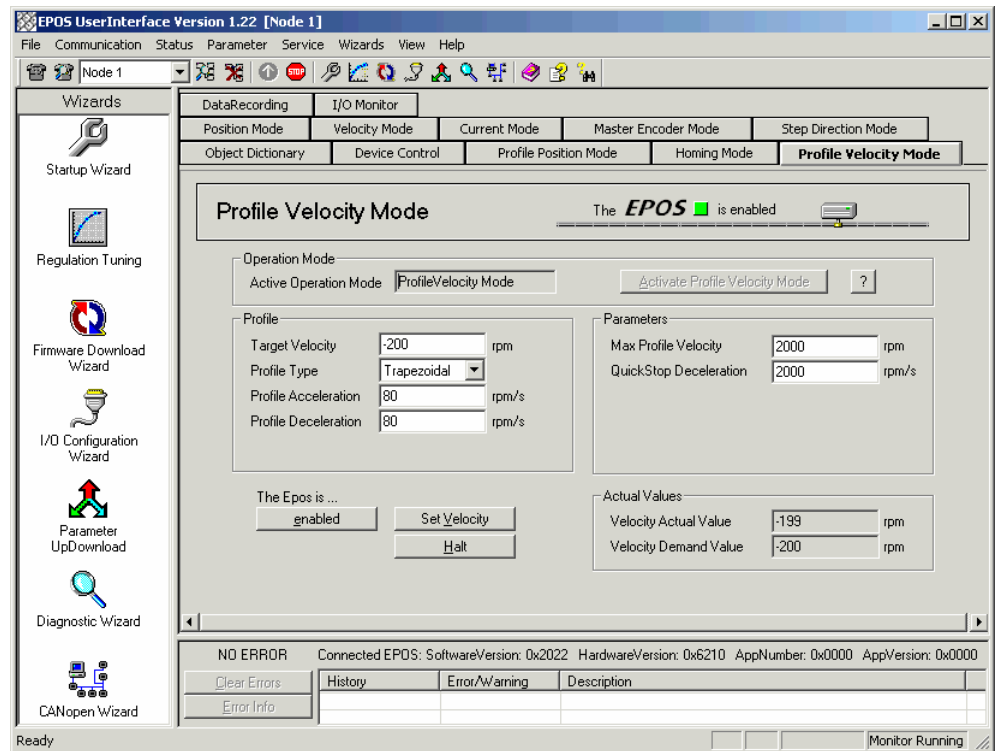 EPOS UserInterface Version 1.22 [Node 1]
File Communication Status Parameter Service Wizards View Help
Node 1 STOP
Wizards
Startup Wizard
Regulation Tuning
Firmware Download
Wizard
I/O Configuration
Wizard
Parameter
UpDownload
Diagnostic Wizard
CANopen Wizard
DataRecording I/O Monitor
Position Mode Velocity Mode Current Mode Master Encoder Mode Step Direction Mode
Object Dictionary Device Control Profile Position Mode Homing Mode Profile Velocity Mode
Profile Velocity Mode The EPOS is enabled
Operation Mode
Active Operation Mode ProfileVelocity Mode Activate Profile Velocity Mode ?
Profile
Target Velocity -200 rpm
Profile Type Trapezoidal
Profile Acceleration 80 rpm/s
Profile Deceleration 80 rpm/s
Parameters
Max Profile Velocity 2000 rpm
QuickStop Deceleration 2000 rpm/s
The Epos is ...
enabled Set Velocity
Halt
Actual Values
Velocity Actual Value -199 rpm
Velocity Demand Value -200 rpm
NO ERROR Connected EPOS: SoftwareVersion: 0x2022 HardwareVersion: 0x6210 AppNumber: 0x0000 AppVersion: 0x0000
Clear Errors History Error/Warning Description
Error Info
Ready Monitor Running